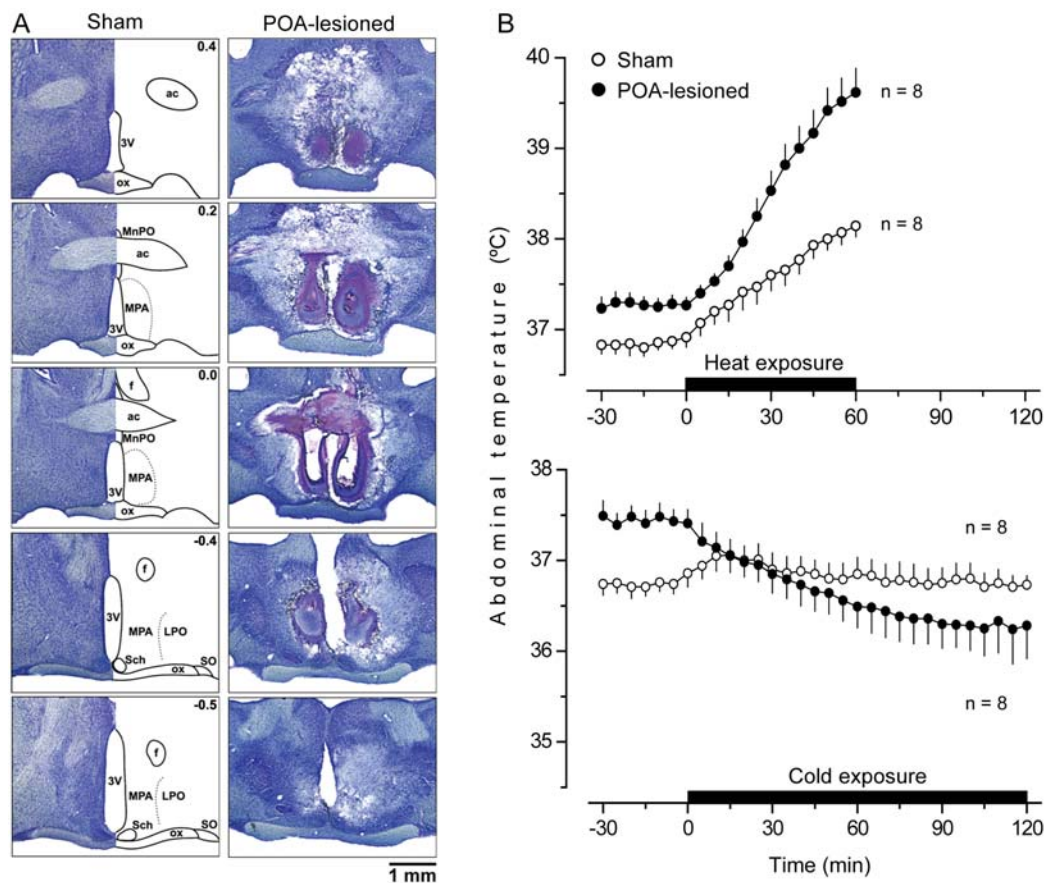 A
Sham
POA-lesioned
0.4
ac
3V
ox
0.2
MnPO
ac
MPA
3V
ox
0.0
f
ac
MnPO
MPA
3V
ox
-0.4
f
3V
MPA
LPO
Sch
SO
ox
-0.5
f
3V
MPA
LPO
Sch
SO
ox
1 mm
B
Abdominal temperature (ºC)
40
39
38
37
Sham
POA-lesioned
n = 8
n = 8
Heat exposure
-30 0 30 60 90 120
38
37
36
35
n = 8
n = 8
Cold exposure
-30 0 30 60 90 120
Time (min)